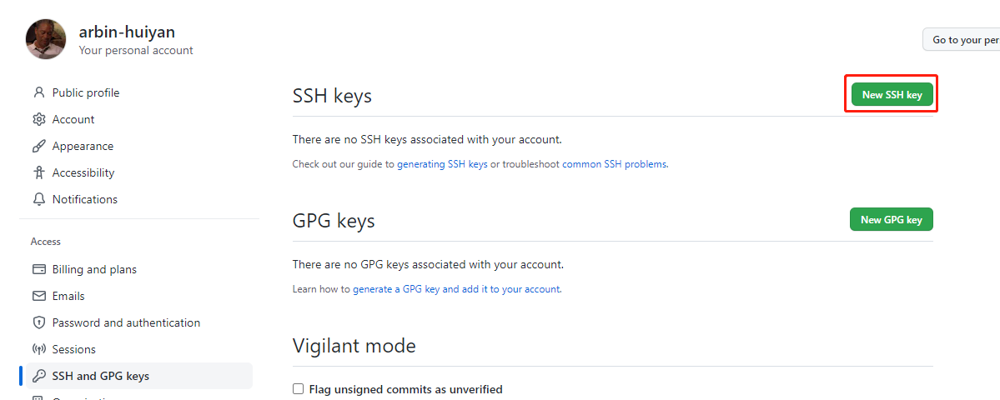 arbin-huiyan
Your personal account
Go to your per
Public profile
Account
Appearance
Accessibility
Notifications
Access
Billing and plans
Emails
Password and authentication
Sessions
SSH and GPG keys
SSH keys
New SSH key
There are no SSH keys associated with your account.
Check out our guide to generating SSH keys or troubleshoot common SSH problems.
GPG keys
New GPG key
There are no GPG keys associated with your account.
Learn how to generate a GPG key and add it to your account.
Vigilant mode
Flag unsigned commits as unverified